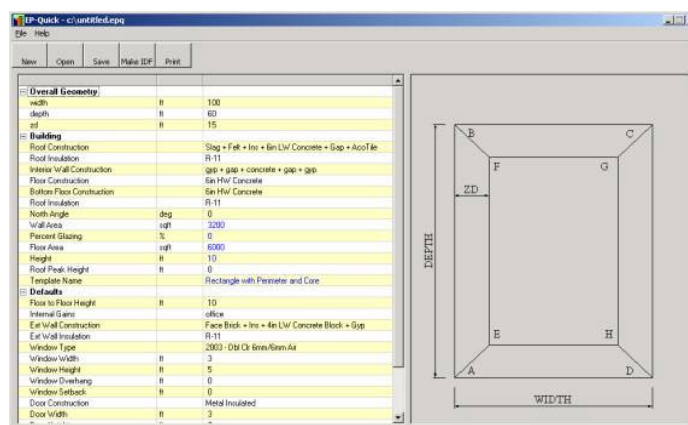 EP-Quick - c:\untitled.epq
File Help
New Open Save Make IDF Print
Overall Geometry
width ft 100
depth ft 60
zd ft 15
Building
Roof Construction Slag + Felt + Ins + 6in LW Concrete + Gap + AcoTile
Roof Insulation R-11
Interior Wall Construction gyp + gap + concrete + gap + gyp
Floor Construction 6in HW Concrete
Bottom Floor Construction 6in HW Concrete
Roof Insulation R-11
North Angle deg 0
Wall Area sqft 3200
Percent Glazing % 0
Floor Area sqft 6000
Height ft 10
Roof Peak Height ft 0
Template Name Rectangle with Perimeter and Core
Defaults
Floor to Floor Height ft 10
Internal Gains office
Ext Wall Construction Face Brick + Ins + 4in LW Concrete Block + Gyp
Ext Wall Insulation R-11
Window Type 2003 - Dbl Clr 6mm/6mm Air
Window Width ft 3
Window Height ft 5
Window Overhang ft 0
Window Setback ft 0
Door Construction Metal Insulated
Door Width ft 3
B C
F G
ZD
DEPTH
E H
A D
WIDTH